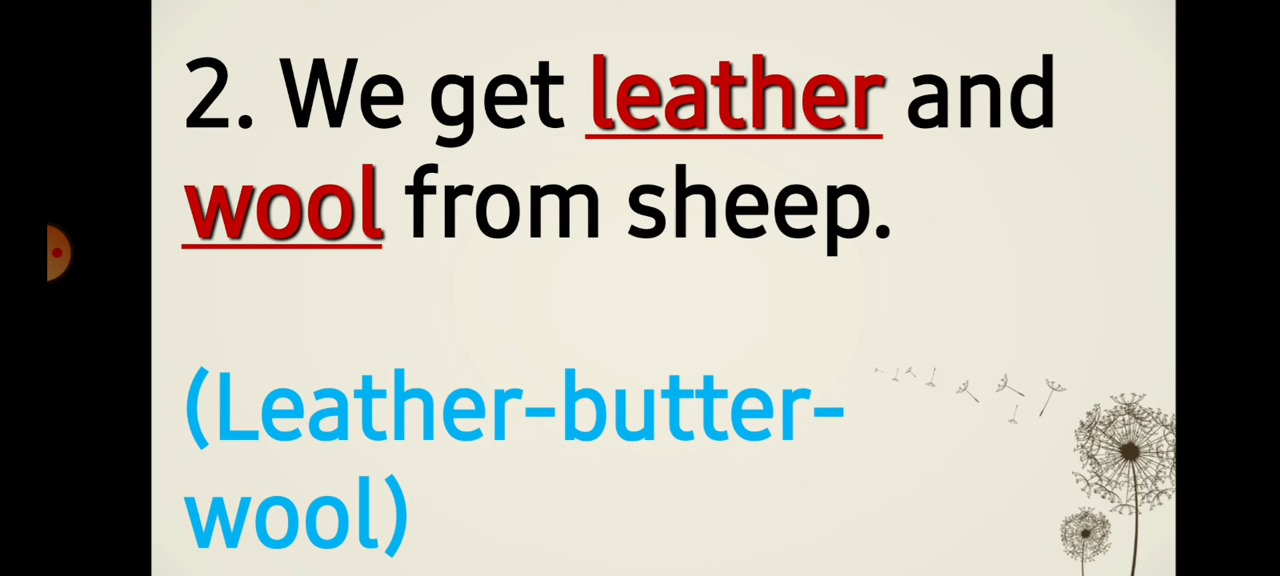 2. We get leather and
wool from sheep.
(Leather-butter-
wool)